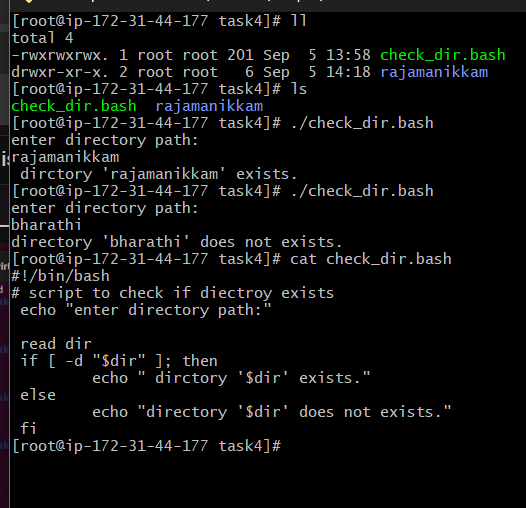 [root@ip-172-31-44-177 task4]# ll
total 4
-rwxrwxrwx. 1 root root 201 Sep  5 13:58 check_dir.bash
drwxr-xr-x. 2 root root   6 Sep  5 14:18 rajamanikkam
[root@ip-172-31-44-177 task4]# ls
check_dir.bash  rajamanikkam
[root@ip-172-31-44-177 task4]# ./check_dir.bash
enter directory path:
rajamanikkam
 dirctory 'rajamanikkam' exists.
[root@ip-172-31-44-177 task4]# ./check_dir.bash
enter directory path:
bharathi
directory 'bharathi' does not exists.
[root@ip-172-31-44-177 task4]# cat check_dir.bash
#!/bin/bash
# script to check if diectroy exists
 echo "enter directory path:"

 read dir
 if [ -d "$dir" ]; then
         echo " dirctory '$dir' exists."
 else
         echo "directory '$dir' does not exists."
 fi
[root@ip-172-31-44-177 task4]#